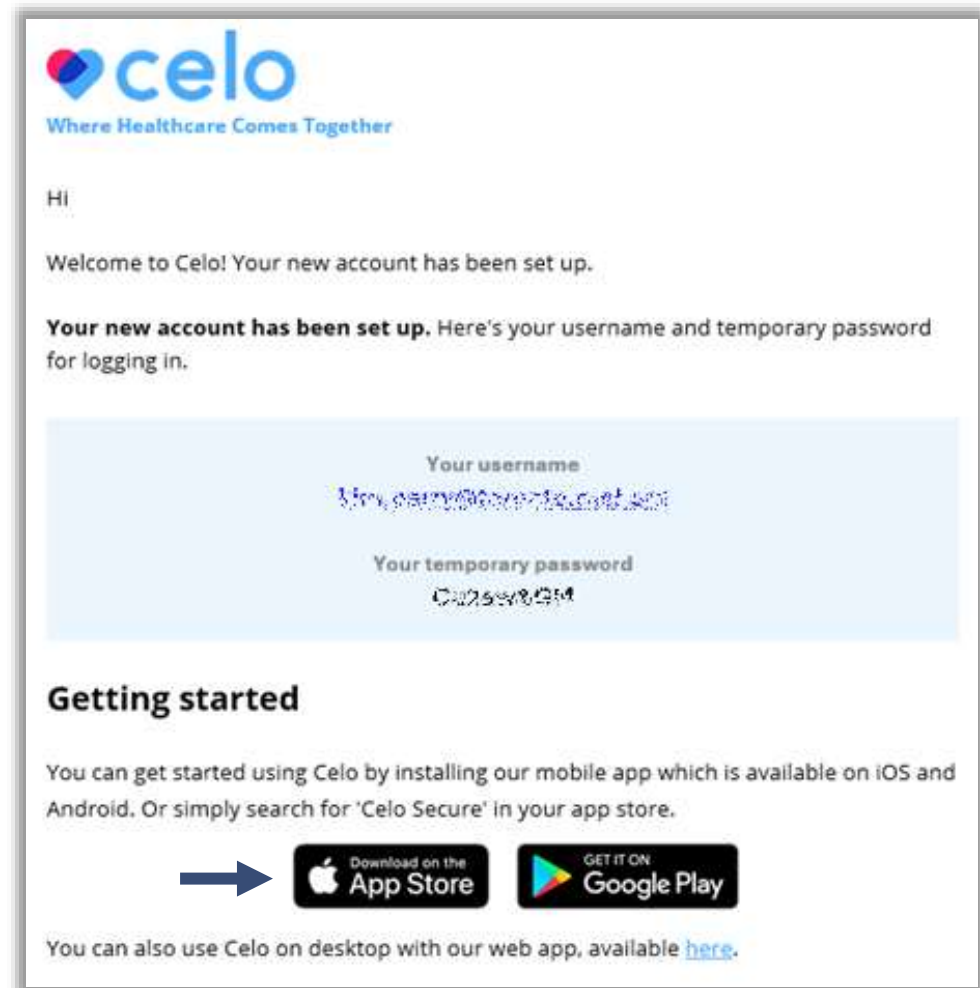 celo
Where Healthcare Comes Together
Hi
Welcome to Celo! Your new account has been set up.
Your new account has been set up. Here's your username and temporary password
for logging in.
Your username
Your temporary password
Getting started
You can get started using Celo by installing our mobile app which is available on iOS and
Android. Or simply search for 'Celo Secure' in your app store.
Download on the
App Store
GET IT ON
Google Play
You can also use Celo on desktop with our web app, available here.